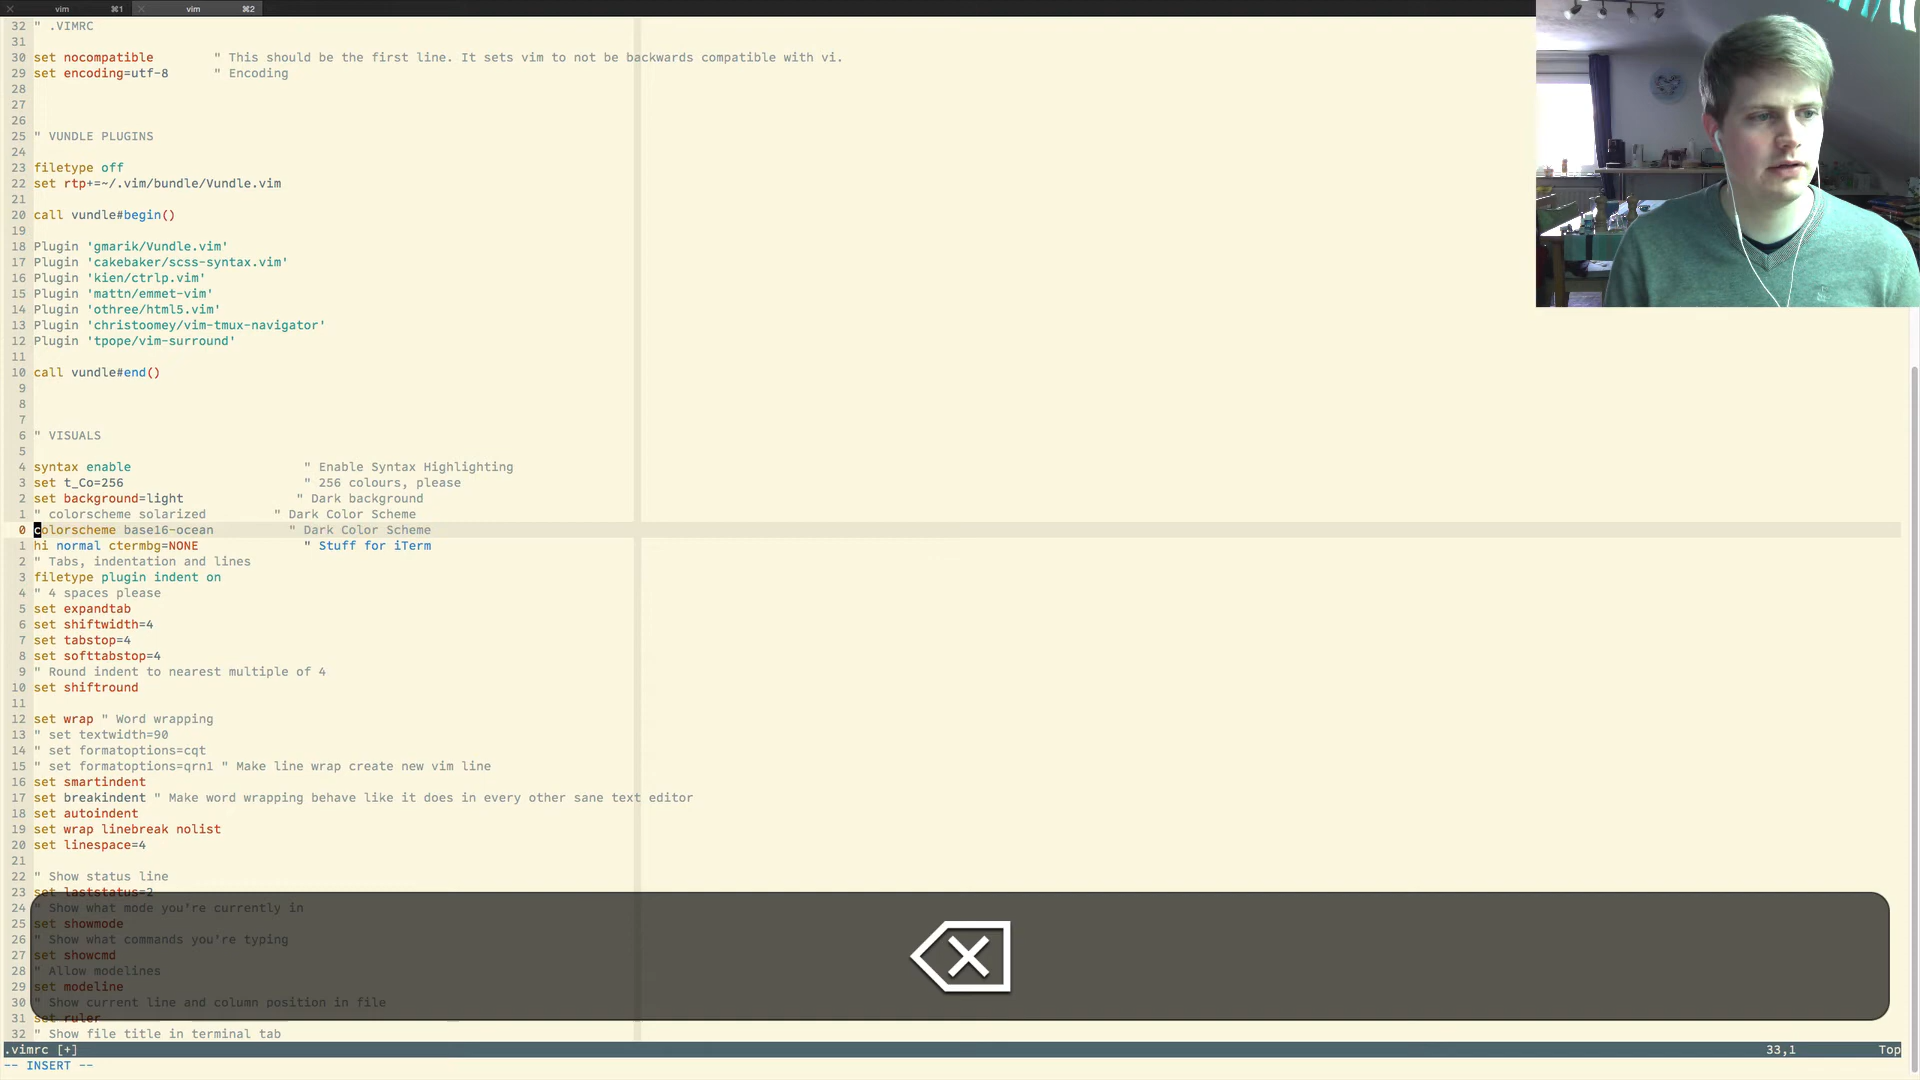 vim ⌘1 vim ⌘2
32 " .VIMRC
31
30 set nocompatible " This should be the first line. It sets vim to not be backwards compatible with vi.
29 set encoding=utf-8 " Encoding
28
27
26
25 " VUNDLE PLUGINS
24
23 filetype off
22 set rtp+=~/.vim/bundle/Vundle.vim
21
20 call vundle#begin()
19
18 Plugin 'gmarik/Vundle.vim'
17 Plugin 'cakebaker/scss-syntax.vim'
16 Plugin 'kien/ctrlp.vim'
15 Plugin 'mattn/emmet-vim'
14 Plugin 'othree/html5.vim'
13 Plugin 'christoomey/vim-tmux-navigator'
12 Plugin 'tpope/vim-surround'
11
10 call vundle#end()
9
8
7
6 " VISUALS
5
4 syntax enable " Enable Syntax Highlighting
3 set t_Co=256 " 256 colours, please
2 set background=light " Dark background
1 " colorscheme solarized " Dark Color Scheme
0 colorscheme base16-ocean " Dark Color Scheme
1 hi normal ctermbg=NONE " Stuff for iTerm
2 " Tabs, indentation and lines
3 filetype plugin indent on
4 " 4 spaces please
5 set expandtab
6 set shiftwidth=4
7 set tabstop=4
8 set softtabstop=4
9 " Round indent to nearest multiple of 4
10 set shiftround
11
12 set wrap " Word wrapping
13 " set textwidth=90
14 " set formatoptions=cqt
15 " set formatoptions=qrn1 " Make line wrap create new vim line
16 set smartindent
17 set breakindent " Make word wrapping behave like it does in every other sane text editor
18 set autoindent
19 set wrap linebreak nolist
20 set linespace=4
21
22 " Show status line
23 set laststatus=2
24 " Show what mode you're currently in
25 set showmode
26 " Show what commands you're typing
27 set showcmd
28 " Allow modelines
29 set modeline
30 " Show current line and column position in file
31 set ruler
32 " Show file title in terminal tab
.vimrc [+] 33,1 Top
-- INSERT --